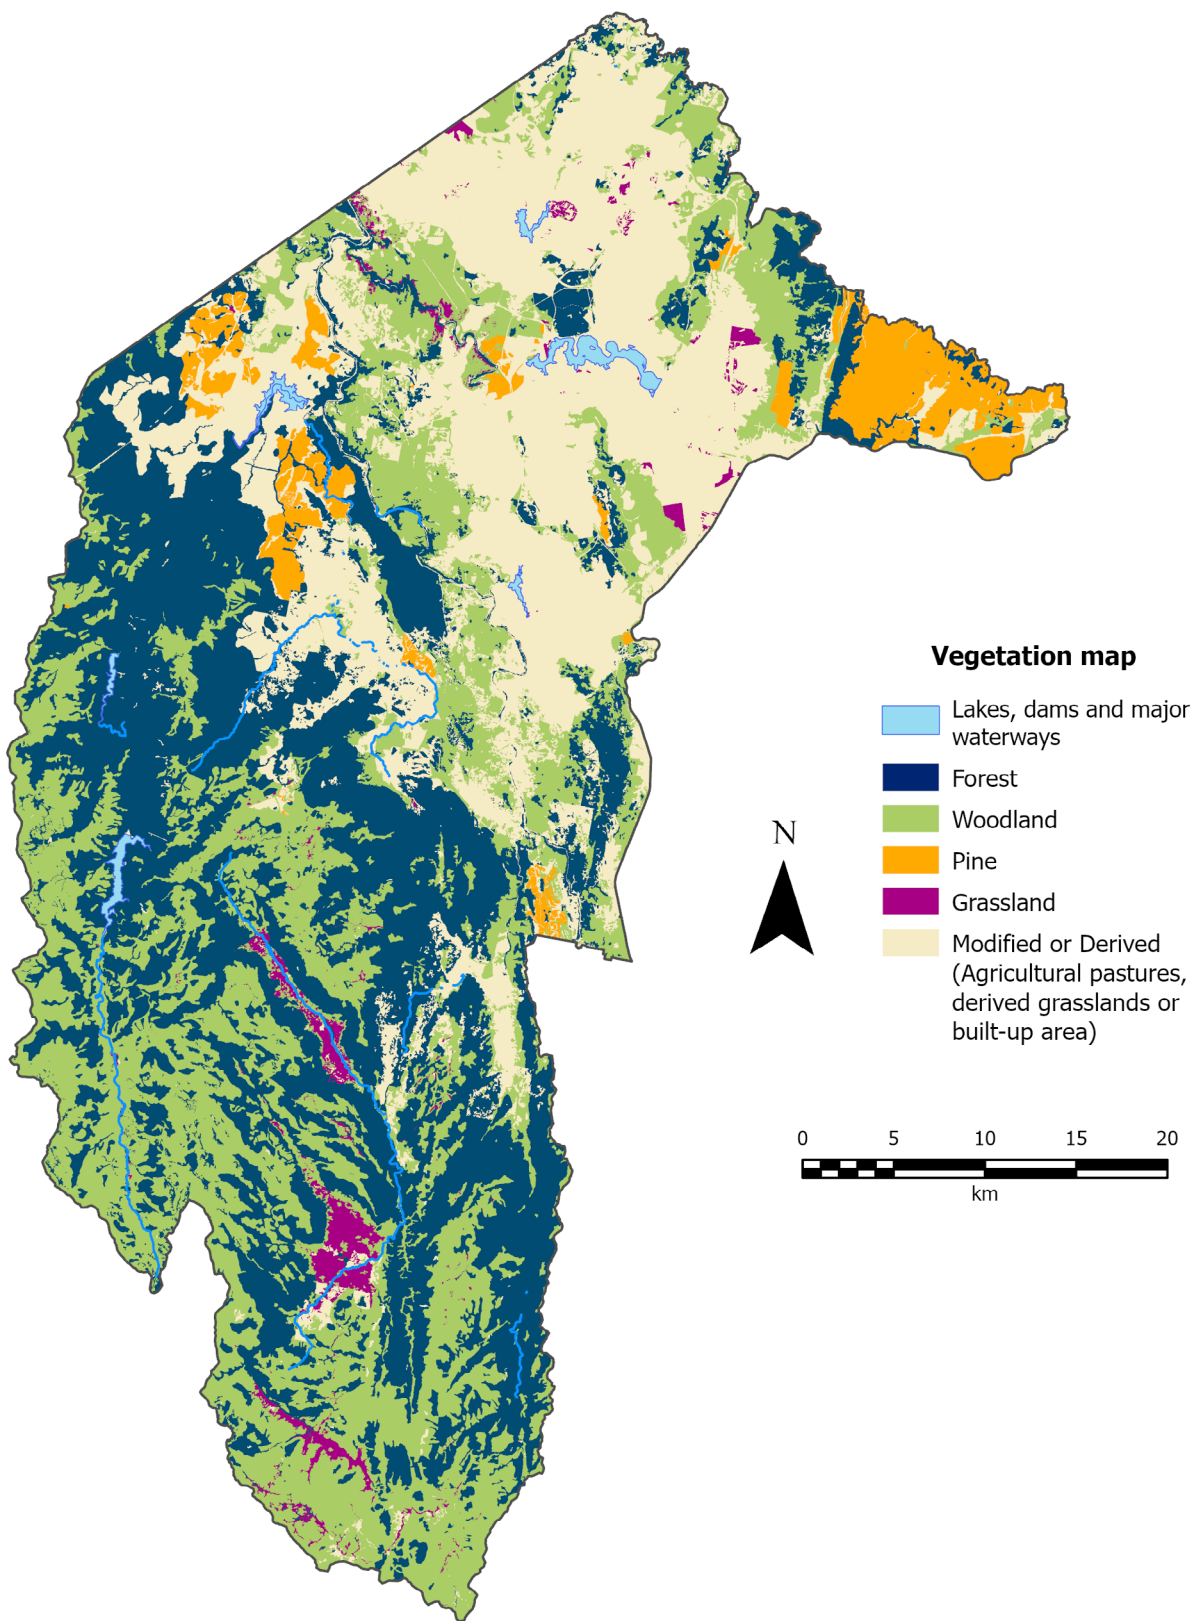 Vegetation map
Lakes, dams and major
waterways
Forest
Woodland
Pine
Grassland
Modified or Derived
(Agricultural pastures,
derived grasslands or
built-up area)
N
0 5 10 15 20
km